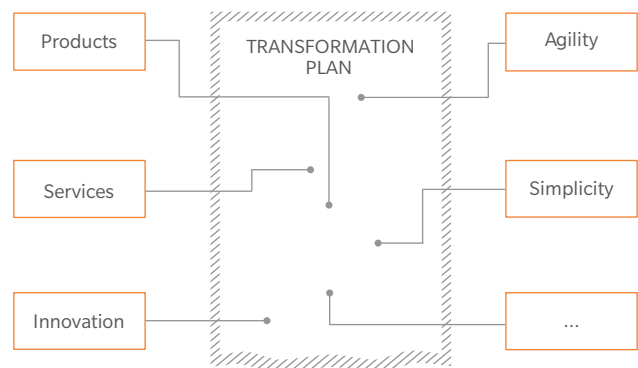 Products
TRANSFORMATION
PLAN
Agility
Services
Simplicity
Innovation
...